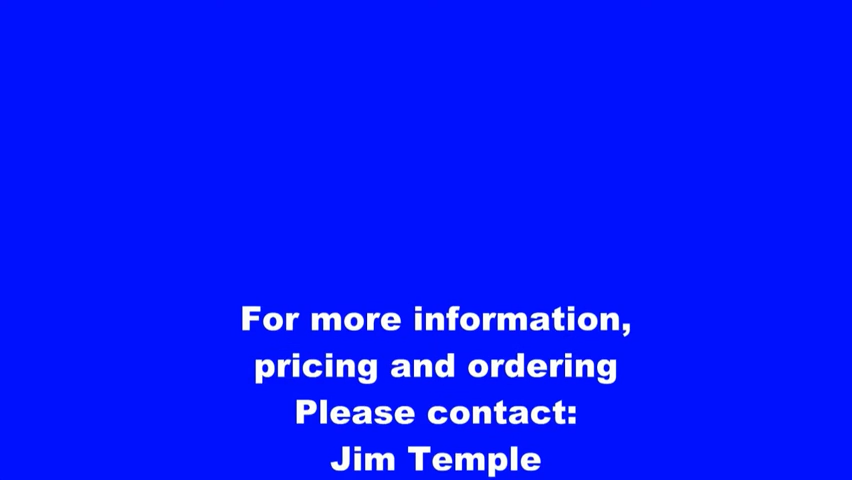 For more information,
pricing and ordering
Please contact:
Jim Temple